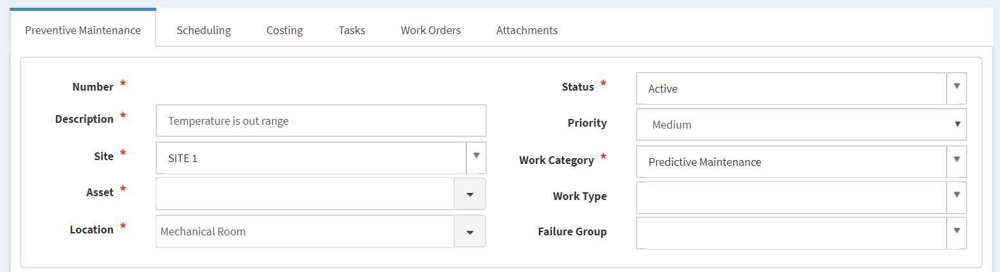 Preventive Maintenance Scheduling Costing Tasks Work Orders Attachments
Number *
Description * Temperature is out range
Site * SITE 1
Asset *
Location * Mechanical Room
Status * Active
Priority Medium
Work Category * Predictive Maintenance
Work Type
Failure Group